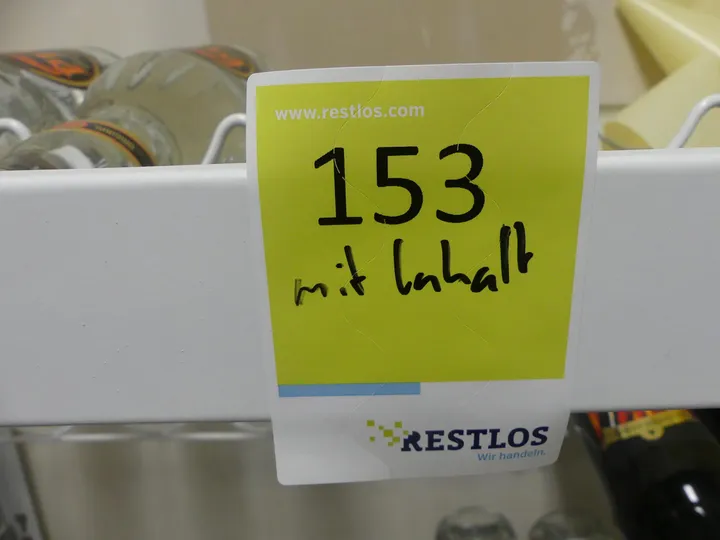 www.restlos.com
153
mit Inhalt
RESTLOS
Wir handeln.